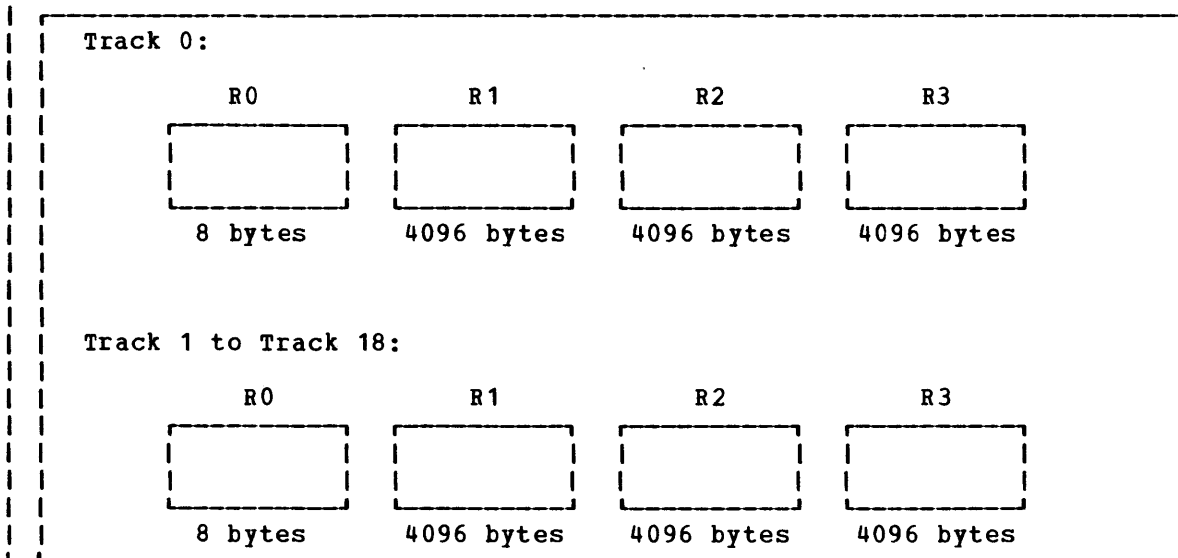 Track 0:
R0 R1 R2 R3
8 bytes 4096 bytes 4096 bytes 4096 bytes
Track 1 to Track 18:
R0 R1 R2 R3
8 bytes 4096 bytes 4096 bytes 4096 bytes